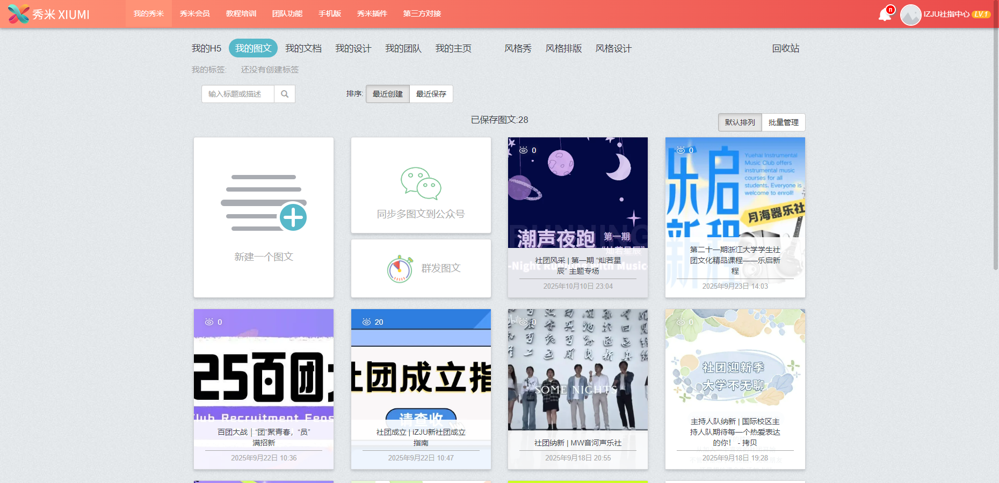 秀米 XIUMI
我的秀米 秀米会员 教程培训 团队功能 手机版 秀米插件 第三方对接
n
IZJU社指中心 LV.1
我的H5 我的图文 我的文档 我的设计 我的团队 我的主页 风格秀 风格排版 风格设计 回收站
我的标签: 还没有创建标签
输入标题或描述
排序: 最近创建 最近保存
已保存图文:28
默认排列 批量管理
新建一个图文
同步多图文到公众号
群发图文
0
RUNNING
潮声夜跑 第一期
“灿若星辰”
-Night Running with Music-
社团风采 | 第一期 “灿若星
辰” 主题专场
2025年10月10日 23:04
0
乐启
新程
Yuehai Instrumental
Music Club offers
instrumental music
courses for all
students. Everyone is
welcome to enroll!
月海器乐社
第二十一期浙江大学学生社
团文化精品课程——乐启新
程
2025年9月23日 14:03
0
25百团大
Club Recruitment Fens
百团大战 | “团”聚青春，“员”
满招新
2025年9月22日 10:36
20
社团成立指
请查收
社团成立 | iZJU新社团成立
指南
2025年9月22日 10:47
0
SOME NIGHTS
社团纳新 | MW音河声乐社
2025年9月18日 20:55
0
社团迎新季
大学不无聊
主持人队纳新 | 国际校区主
持人队期待每一个热爱表达
的你！ - 拷贝
2025年9月18日 19:28